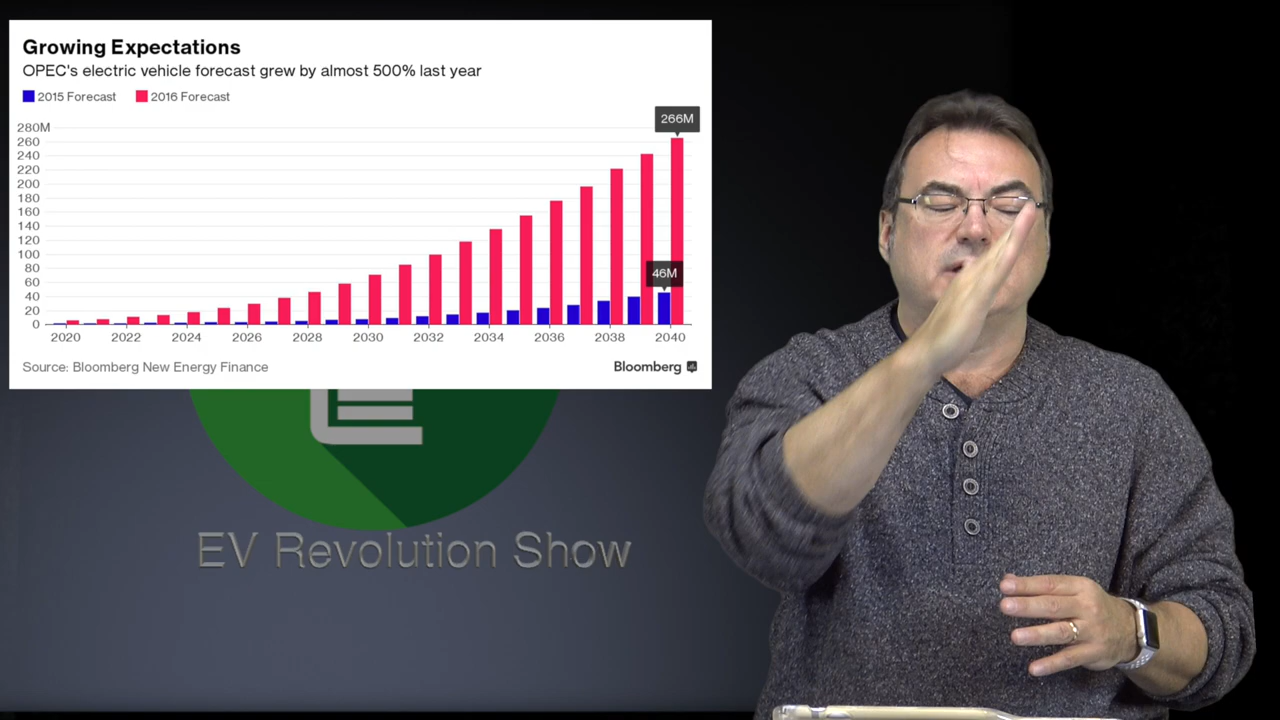 Growing Expectations
OPEC's electric vehicle forecast grew by almost 500% last year
2015 Forecast 2016 Forecast
266M
280M
260
240
220
200
180
160
140
120
100
80
46M
60
40
20
0
2020 2022 2024 2026 2028 2030 2032 2034 2036 2038 2040
Source: Bloomberg New Energy Finance Bloomberg
EV Revolution Show